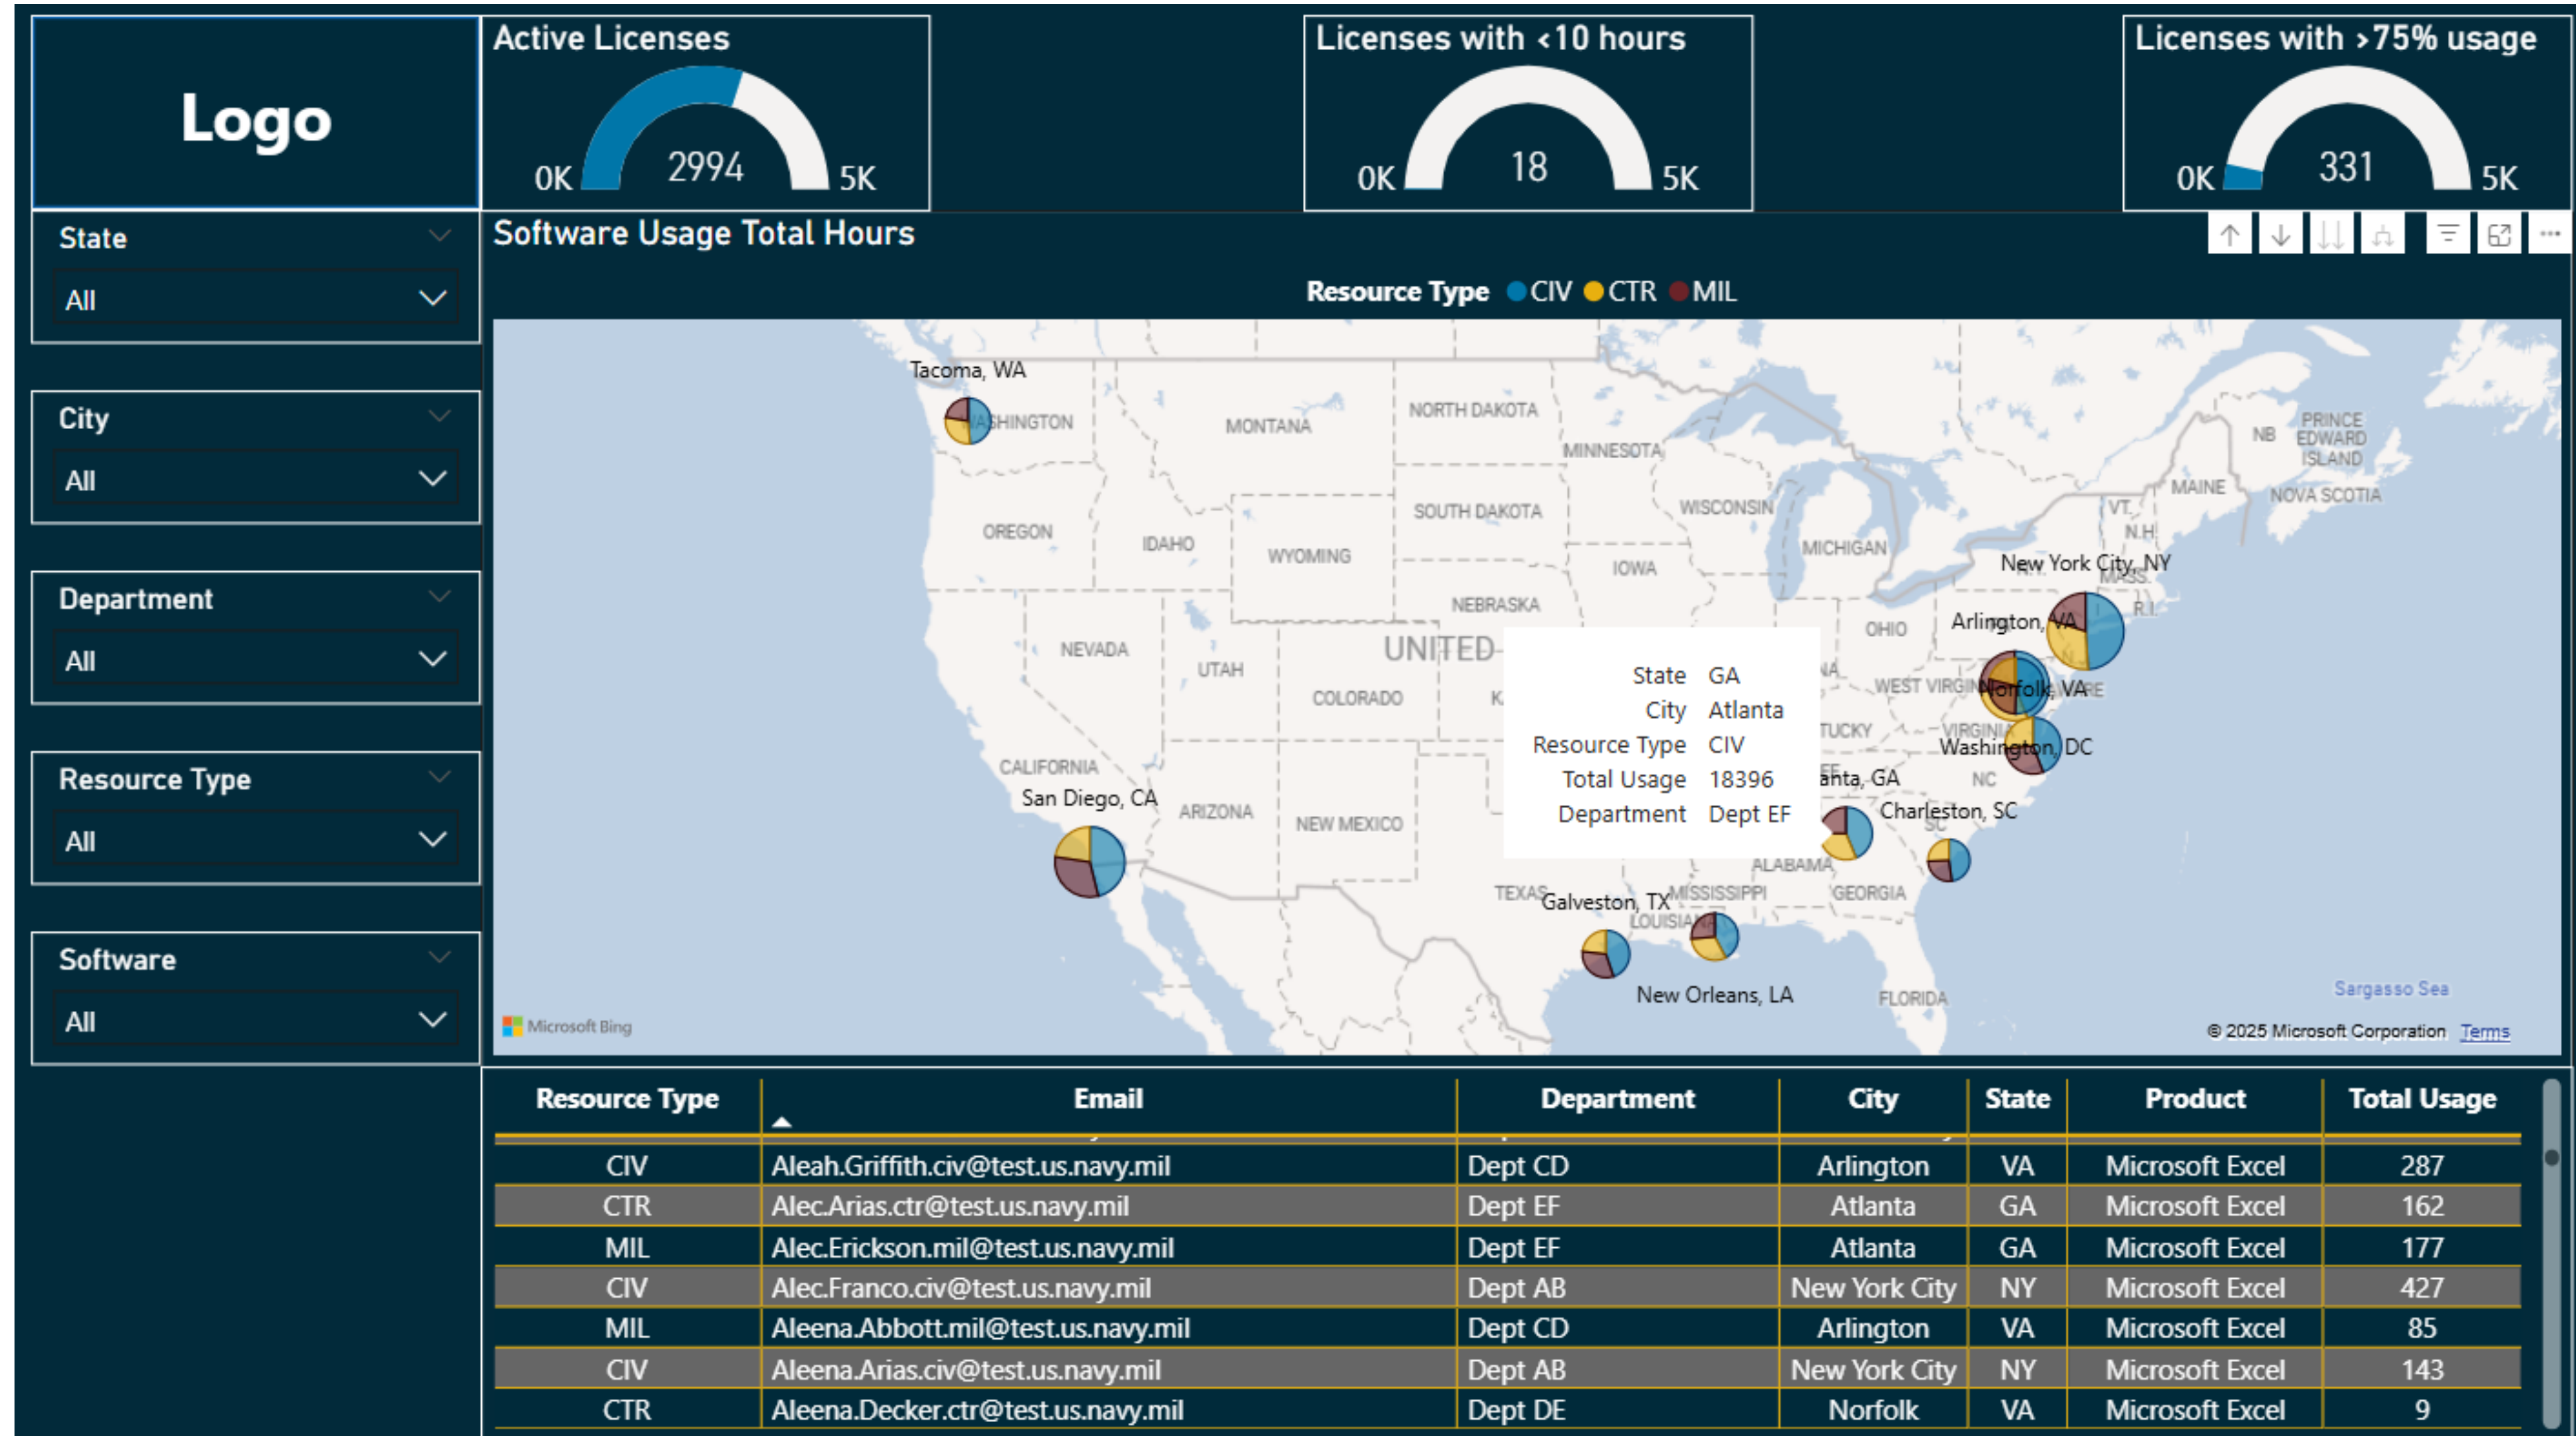 Logo
Active Licenses
0K 2994 5K
Licenses with <10 hours
0K 18 5K
Licenses with >75% usage
0K 331 5K
State
All
City
All
Department
All
Resource Type
All
Software
All
Software Usage Total Hours
Resource Type CIV CTR MIL
Tacoma, WA
WASHINGTON
MONTANA
NORTH DAKOTA
MINNESOTA
OREGON
IDAHO
WYOMING
SOUTH DAKOTA
WISCONSIN
MICHIGAN
IOWA
NEBRASKA
NEVADA
UTAH
COLORADO
UNITED
OHIO
NB
PRINCE
EDWARD
ISLAND
NOVA SCOTIA
MAINE
VT.
N.H.
New York City, NY
MASS.
R.I.
Arlington, VA
Norfolk, VA
VIRGINIA
Washington, DC
NC
anta, GA
Charleston, SC
SC
CALIFORNIA
San Diego, CA
ARIZONA
NEW MEXICO
State GA
City Atlanta
Resource Type CIV
Total Usage 18396
Department Dept EF
ALABAMA
TEXAS
Galveston, TX
MISSISSIPPI
GEORGIA
New Orleans, LA
FLORIDA
Sargasso Sea
Microsoft Bing
© 2025 Microsoft Corporation Terms
Resource Type Email Department City State Product Total Usage
CIV Aleah.Griffith.civ@test.us.navy.mil Dept CD Arlington VA Microsoft Excel 287
CTR Alec.Arias.ctr@test.us.navy.mil Dept EF Atlanta GA Microsoft Excel 162
MIL Alec.Erickson.mil@test.us.navy.mil Dept EF Atlanta GA Microsoft Excel 177
CIV Alec.Franco.civ@test.us.navy.mil Dept AB New York City NY Microsoft Excel 427
MIL Aleena.Abbott.mil@test.us.navy.mil Dept CD Arlington VA Microsoft Excel 85
CIV Aleena.Arias.civ@test.us.navy.mil Dept AB New York City NY Microsoft Excel 143
CTR Aleena.Decker.ctr@test.us.navy.mil Dept DE Norfolk VA Microsoft Excel 9